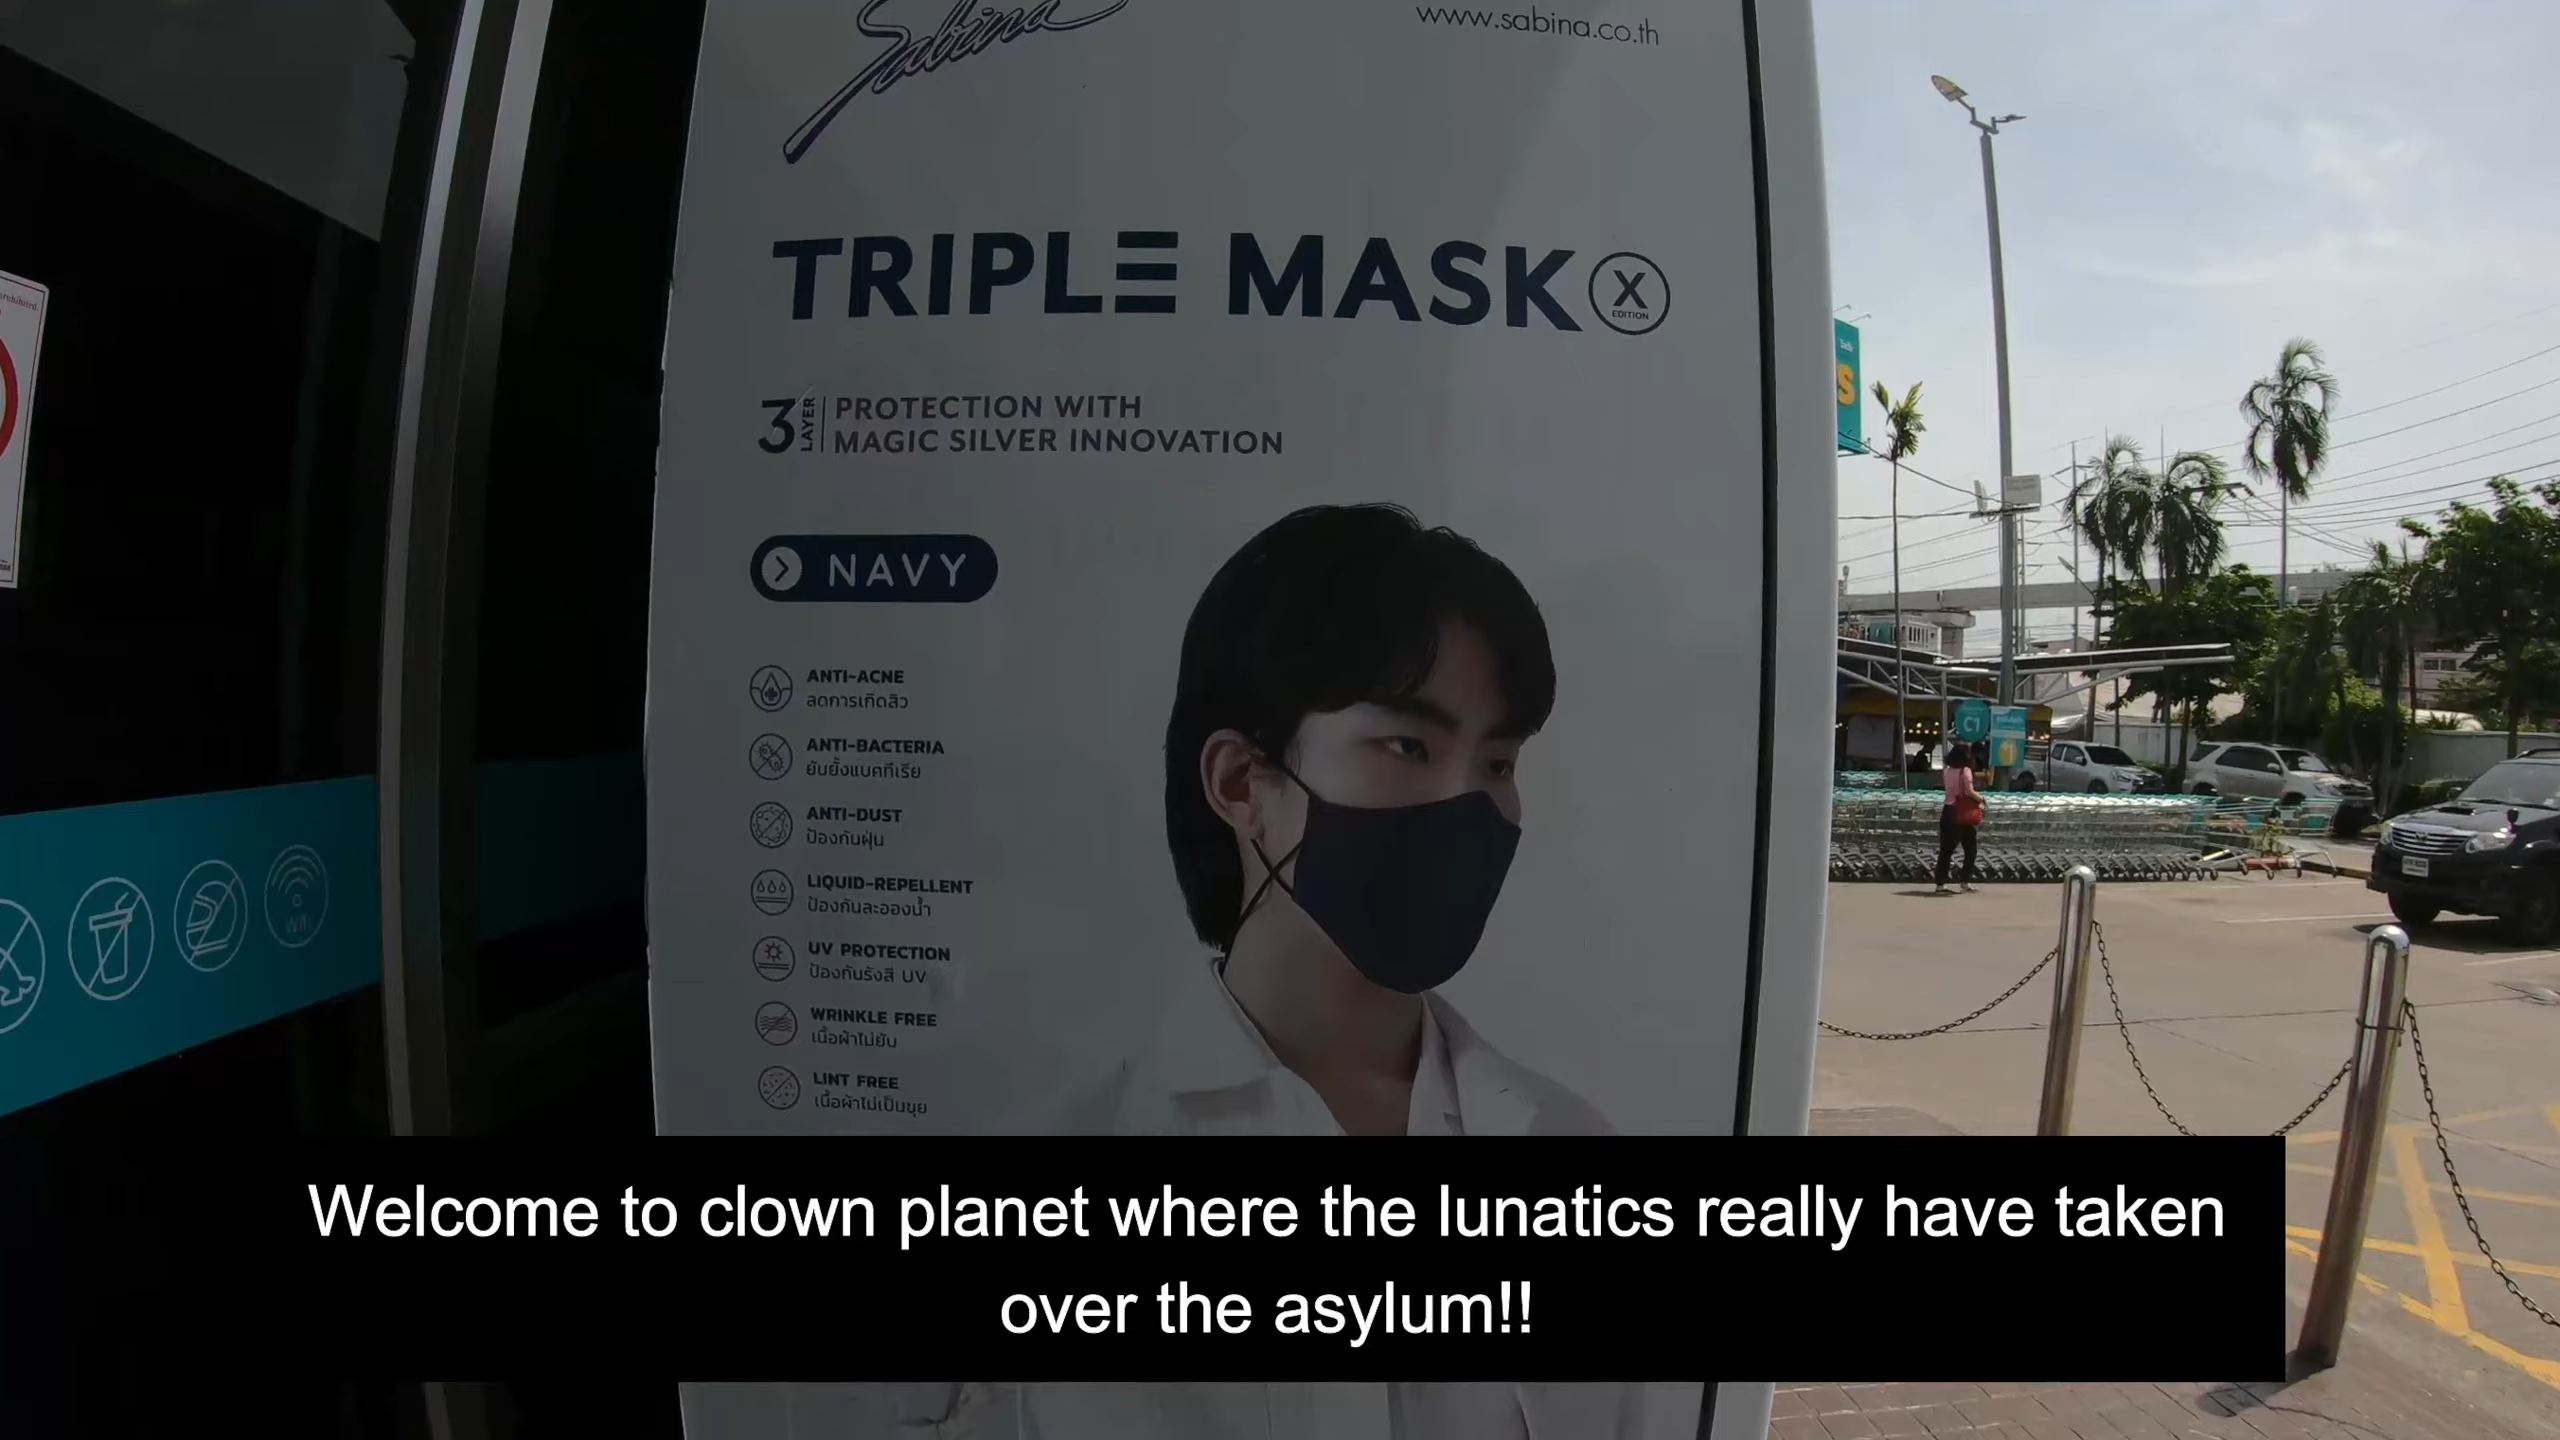 Sabina
www.sabina.co.th
TRIPLE MASK X EDITION
3 LAYER PROTECTION WITH
MAGIC SILVER INNOVATION
NAVY
ANTI-ACNE
ลดการเกิดสิว
ANTI-BACTERIA
ยับยั้งแบคทีเรีย
ANTI-DUST
ป้องกันฝุ่น
LIQUID-REPELLENT
ป้องกันละอองน้ำ
UV PROTECTION
ป้องกันรังสี UV
WRINKLE FREE
เนื้อผ้าไม่ยับ
LINT FREE
เนื้อผ้าไม่เป็นขุย
WiFi
C1
Welcome to clown planet where the lunatics really have taken
over the asylum!!